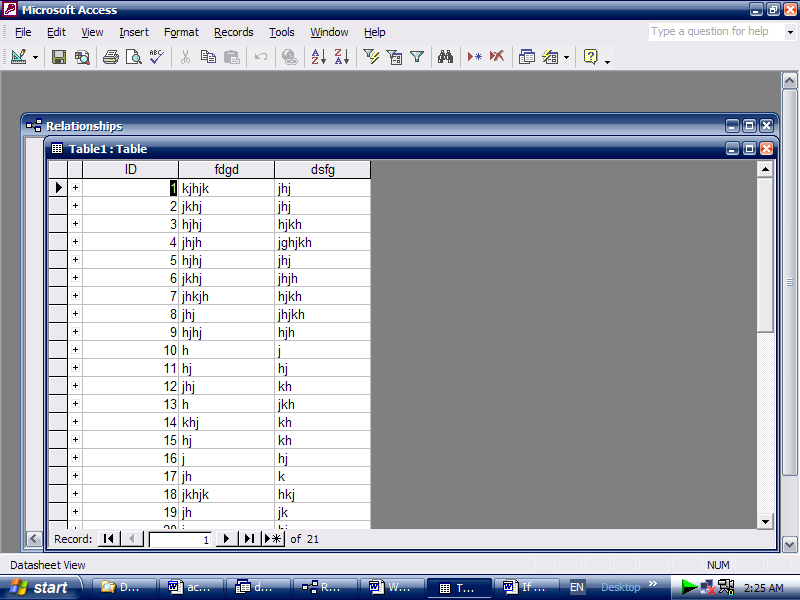 Microsoft Access
File Edit View Insert Format Records Tools Window Help Type a question for help
Relationships
Table1 : Table
ID fdgd dsfg
+ 1 kjhjk jhj
+ 2 jkhj jhj
+ 3 hjhj hjkh
+ 4 jhjh jghjkh
+ 5 hjhj jhj
+ 6 jkhj jhjh
+ 7 jhkjh hjkh
+ 8 jhj jhjkh
+ 9 hjhj hjh
+ 10 h j
+ 11 hj hj
+ 12 jhj kh
+ 13 h jkh
+ 14 khj kh
+ 15 hj kh
+ 16 j hj
+ 17 jh k
+ 18 jkhjk hkj
+ 19 jh jk
Record: 1 of 21
Datasheet View NUM
start D... ac... d... R... W... T... If ... EN Desktop » 2:25 AM